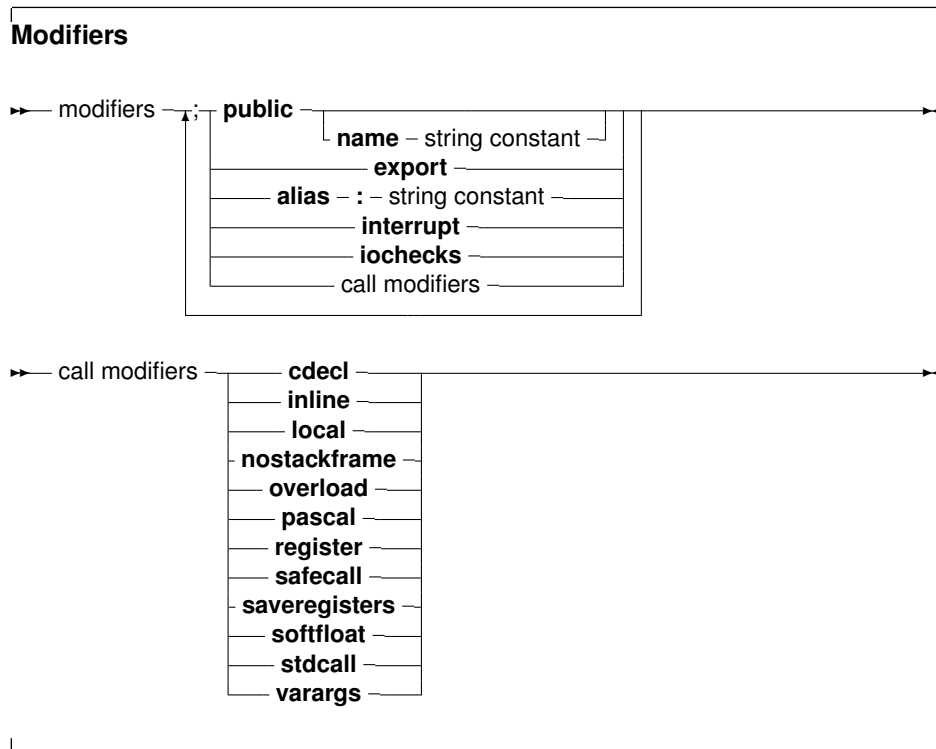 Modifiers
modifiers ; public
name string constant
export
alias : string constant
interrupt
iochecks
call modifiers
call modifiers cdecl
inline
local
nostackframe
overload
pascal
register
safecall
saveregisters
softfloat
stdcall
varargs